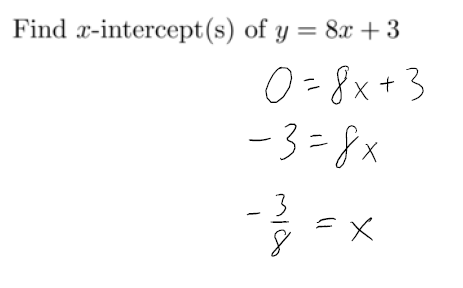 Find x-intercept(s) of y = 8x + 3
0 = 8x + 3
-3 = 8x
-3/8 = x